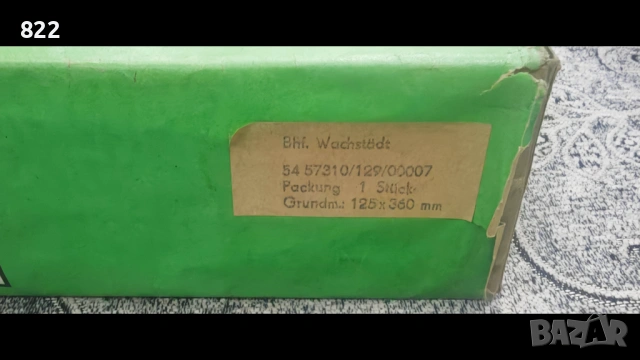 822
Bhf. Wachstedt
54 57310/129/00007
Packung 1 Stück
Grundm.: 125 x 360 mm
BAZAR